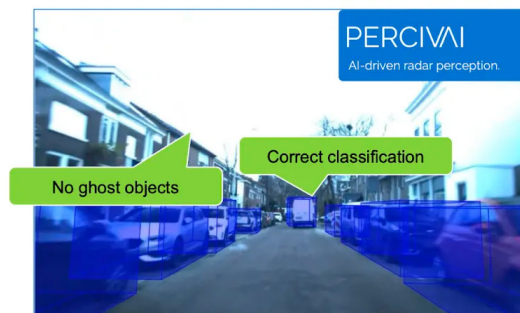 PERCIVAI
AI-driven radar perception.
Correct classification
No ghost objects